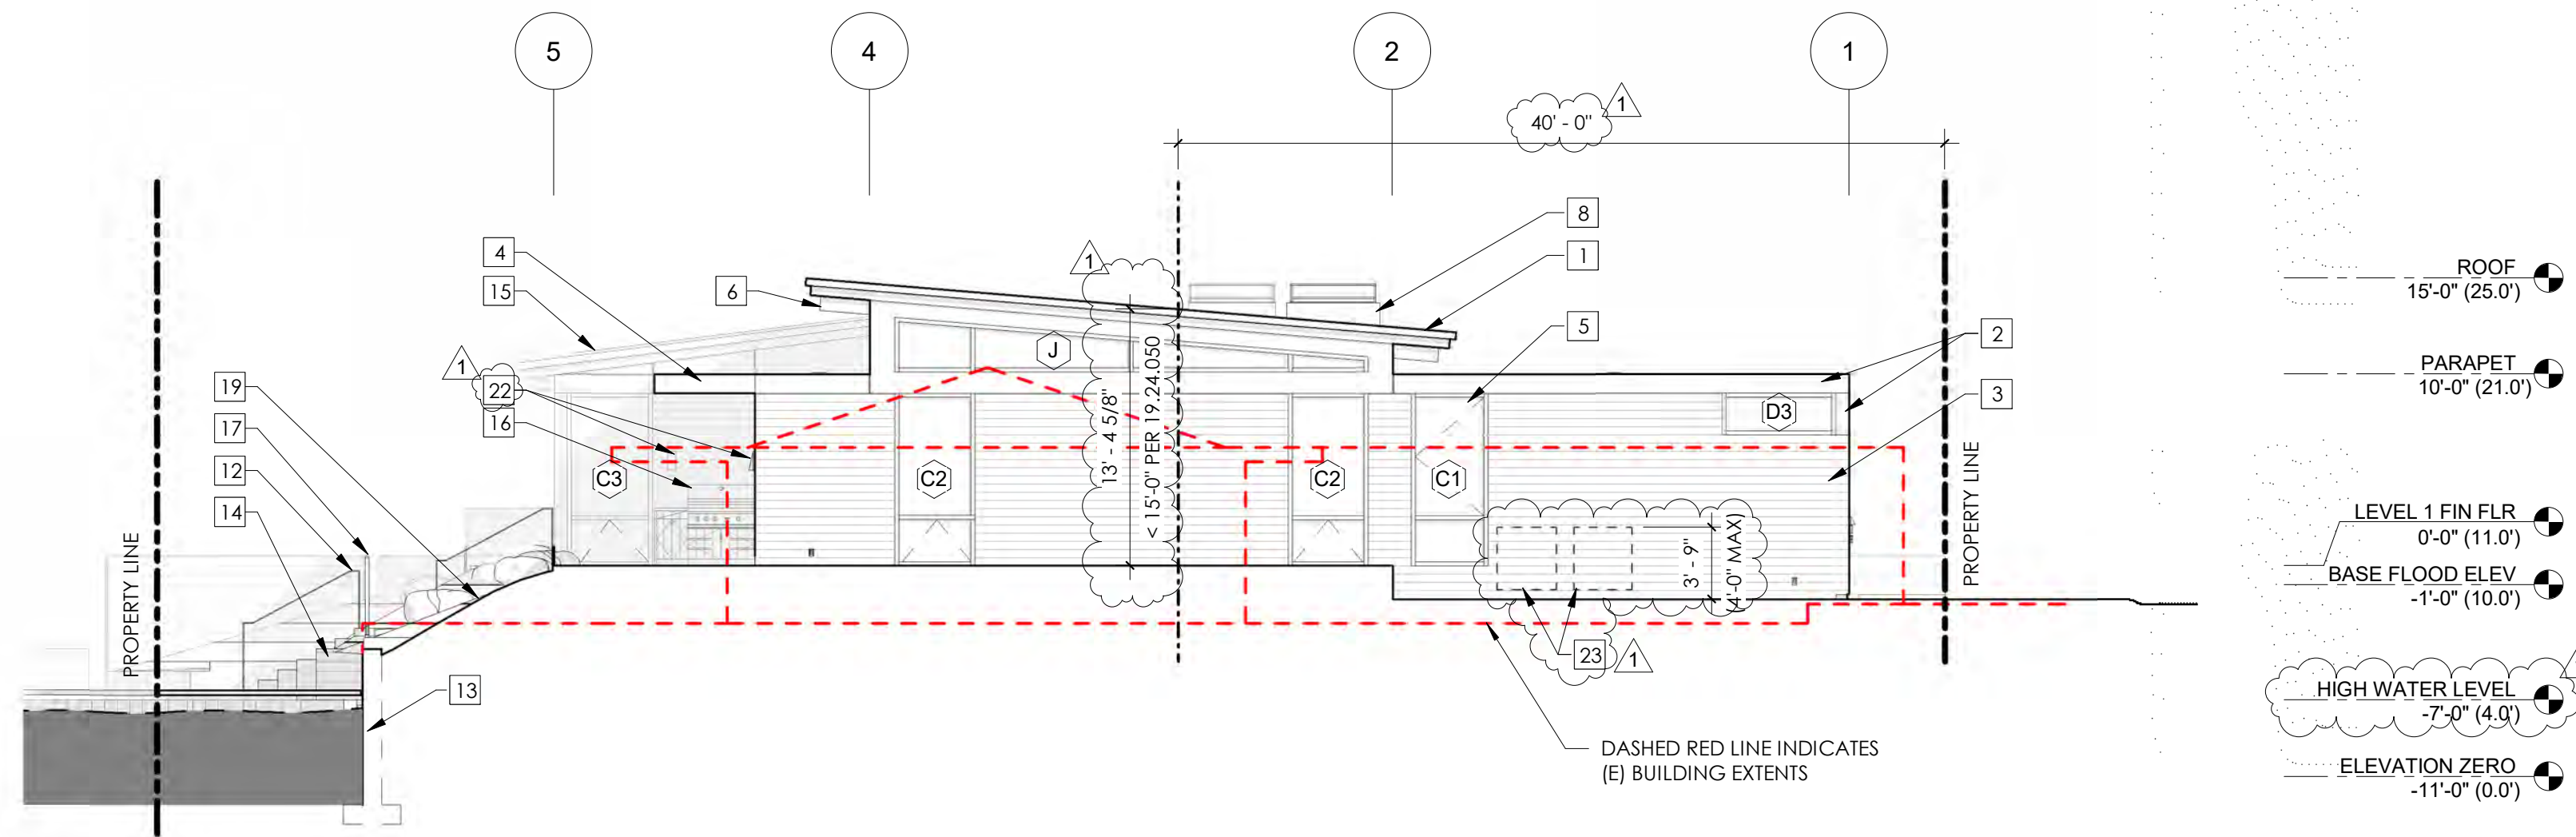 5
4
2
1
40' - 0"
1
8
1
5
4
15
6
1
1
22
16
19
17
12
14
13
J
D3
C3
C2
C2
C1
2
3
13' - 4 5/8"
< 15'-0" PER 19.24.050
3' - 9"
(4'-0" MAX)
23
1
PROPERTY LINE
PROPERTY LINE
DASHED RED LINE INDICATES
(E) BUILDING EXTENTS
ROOF
15'-0" (25.0')
PARAPET
10'-0" (21.0')
LEVEL 1 FIN FLR
0'-0" (11.0')
BASE FLOOD ELEV
-1'-0" (10.0')
HIGH WATER LEVEL
-7'-0" (4.0')
ELEVATION ZERO
-11'-0" (0.0')